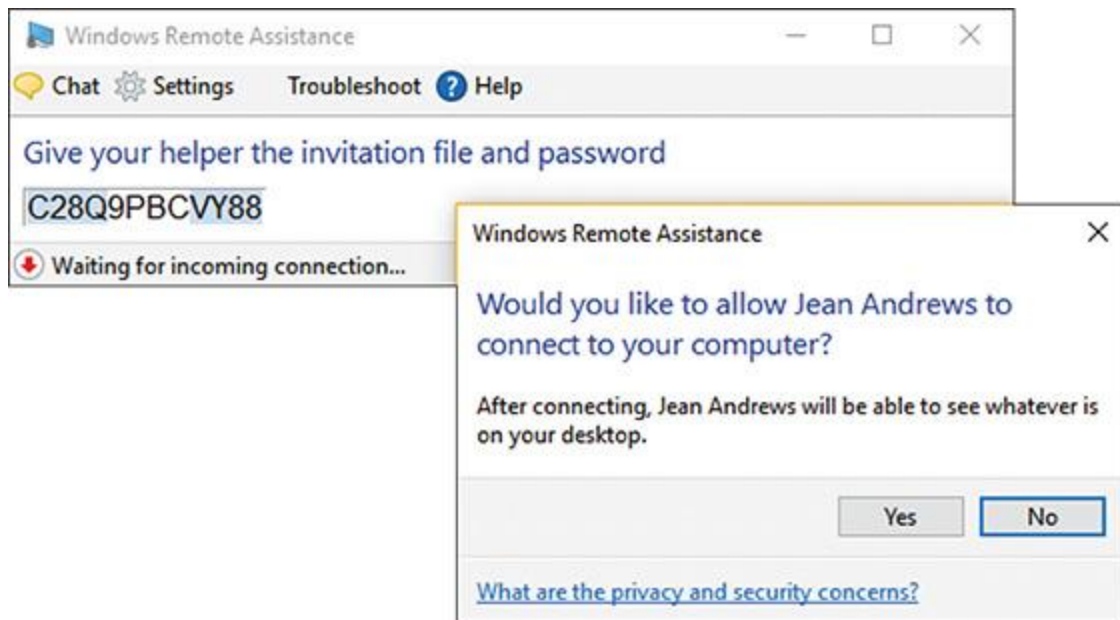 Windows Remote Assistance
Chat Settings Troubleshoot ? Help
Give your helper the invitation file and password
C28Q9PBCVY88
Waiting for incoming connection...
Windows Remote Assistance
Would you like to allow Jean Andrews to
connect to your computer?
After connecting, Jean Andrews will be able to see whatever is
on your desktop.
Yes No
What are the privacy and security concerns?